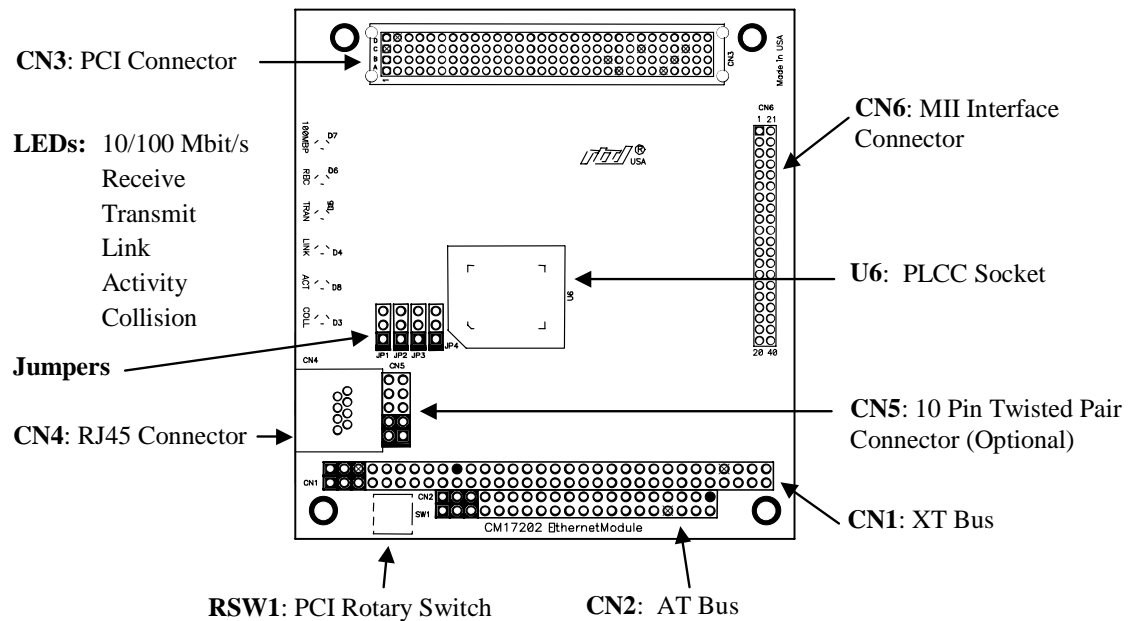 CN3: PCI Connector
D
C
B
A
1
CN3
Made in USA
LEDs: 10/100 Mbit/s
Receive
Transmit
Link
Activity
Collision
100MBP D7
RBC D6
TRAN
LINK D4
ACT D8
COLL D3
rtd ®
USA
CN6
1 21
20 40
CN6: MII Interface
Connector
U6
U6: PLCC Socket
JP1 JP2 JP3 JP4
Jumpers
CN4
CN5
CN4: RJ45 Connector
CN5: 10 Pin Twisted Pair
Connector (Optional)
CN1
CN2
SW1
CM17202 EthernetModule
CN1: XT Bus
RSW1: PCI Rotary Switch
CN2: AT Bus